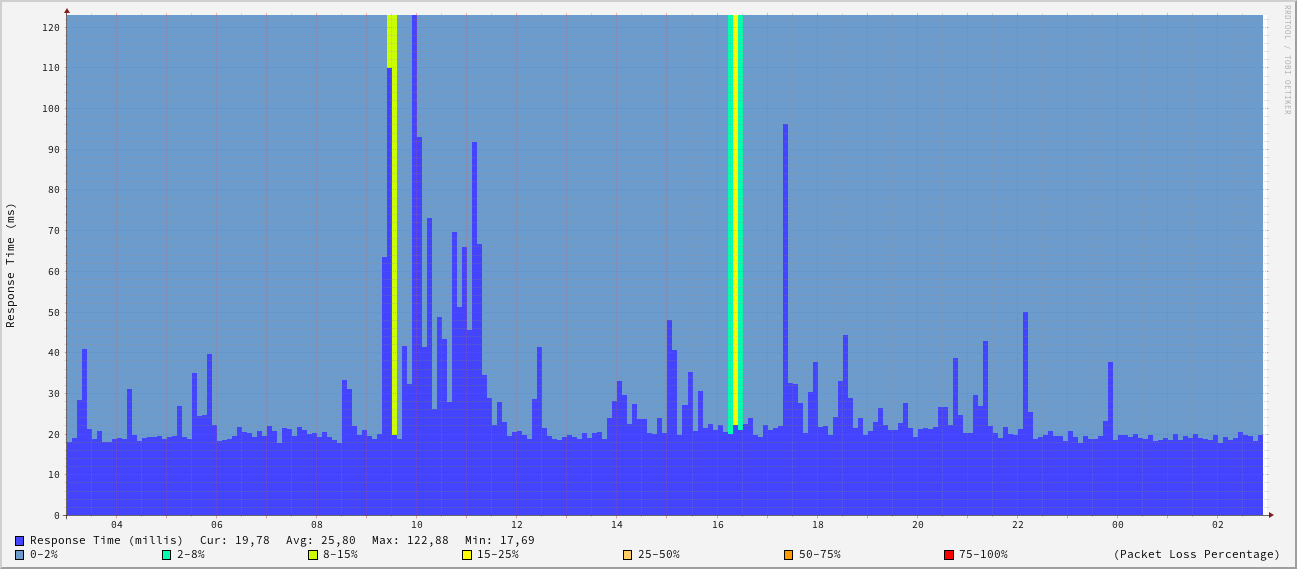 RRDTOOL / TOBI OETIKER
Response Time (ms)
120
110
100
90
80
70
60
50
40
30
20
10
0
04 06 08 10 12 14 16 18 20 22 00 02
Response Time (millis) Cur: 19,78 Avg: 25,80 Max: 122,88 Min: 17,69
0-2% 2-8% 8-15% 15-25% 25-50% 50-75% 75-100% (Packet Loss Percentage)